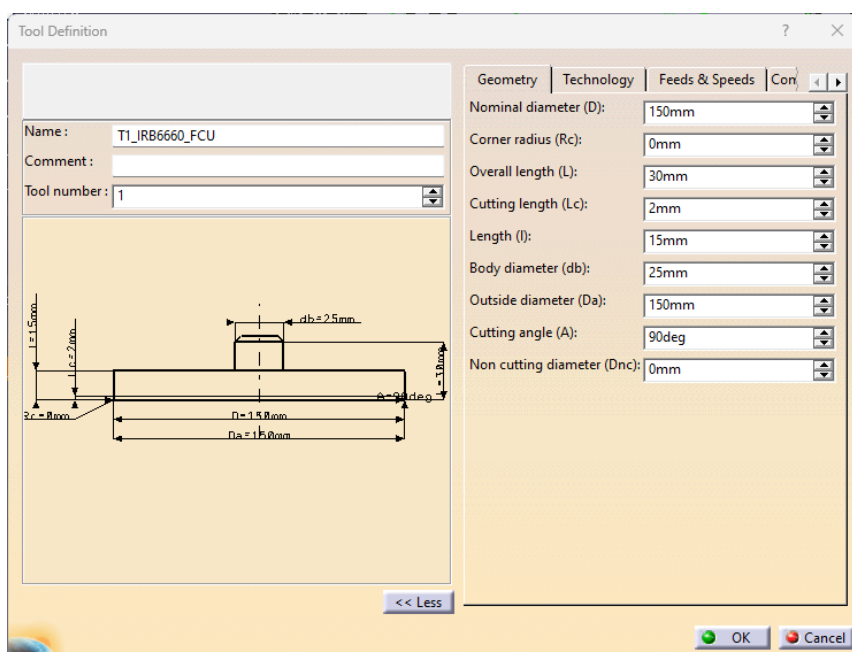 Tool Definition
?
Name :
T1_IRB6660_FCU
Comment :
Tool number :
1
db=25mm
l=15mm
Lc=2mm
L=30mm
A=90deg
Rc=0mm
D=150mm
Da=150mm
<< Less
Geometry
Technology
Feeds & Speeds
Nominal diameter (D):
150mm
Corner radius (Rc):
0mm
Overall length (L):
30mm
Cutting length (Lc):
2mm
Length (l):
15mm
Body diameter (db):
25mm
Outside diameter (Da):
150mm
Cutting angle (A):
90deg
Non cutting diameter (Dnc):
0mm
OK
Cancel